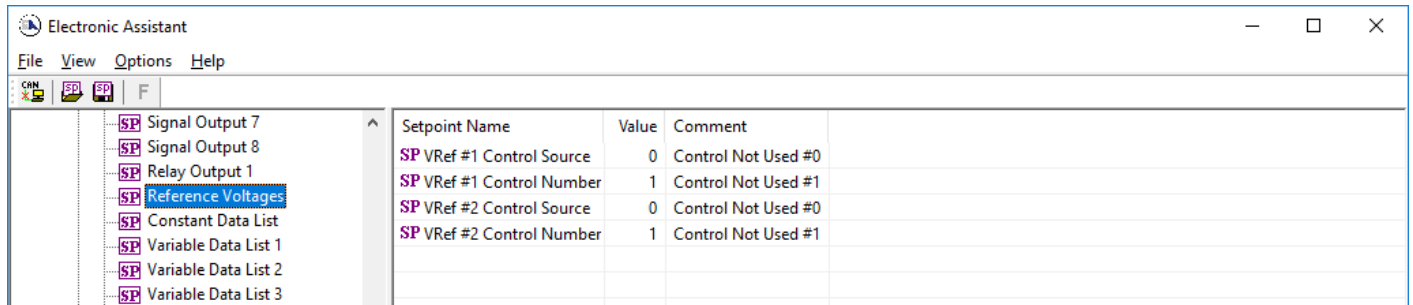 Electronic Assistant
File View Options Help
CAN SP SP F
SP Signal Output 7
SP Signal Output 8
SP Relay Output 1
SP Reference Voltages
SP Constant Data List
SP Variable Data List 1
SP Variable Data List 2
SP Variable Data List 3
Setpoint Name Value Comment
SP VRef #1 Control Source 0 Control Not Used #0
SP VRef #1 Control Number 1 Control Not Used #1
SP VRef #2 Control Source 0 Control Not Used #0
SP VRef #2 Control Number 1 Control Not Used #1